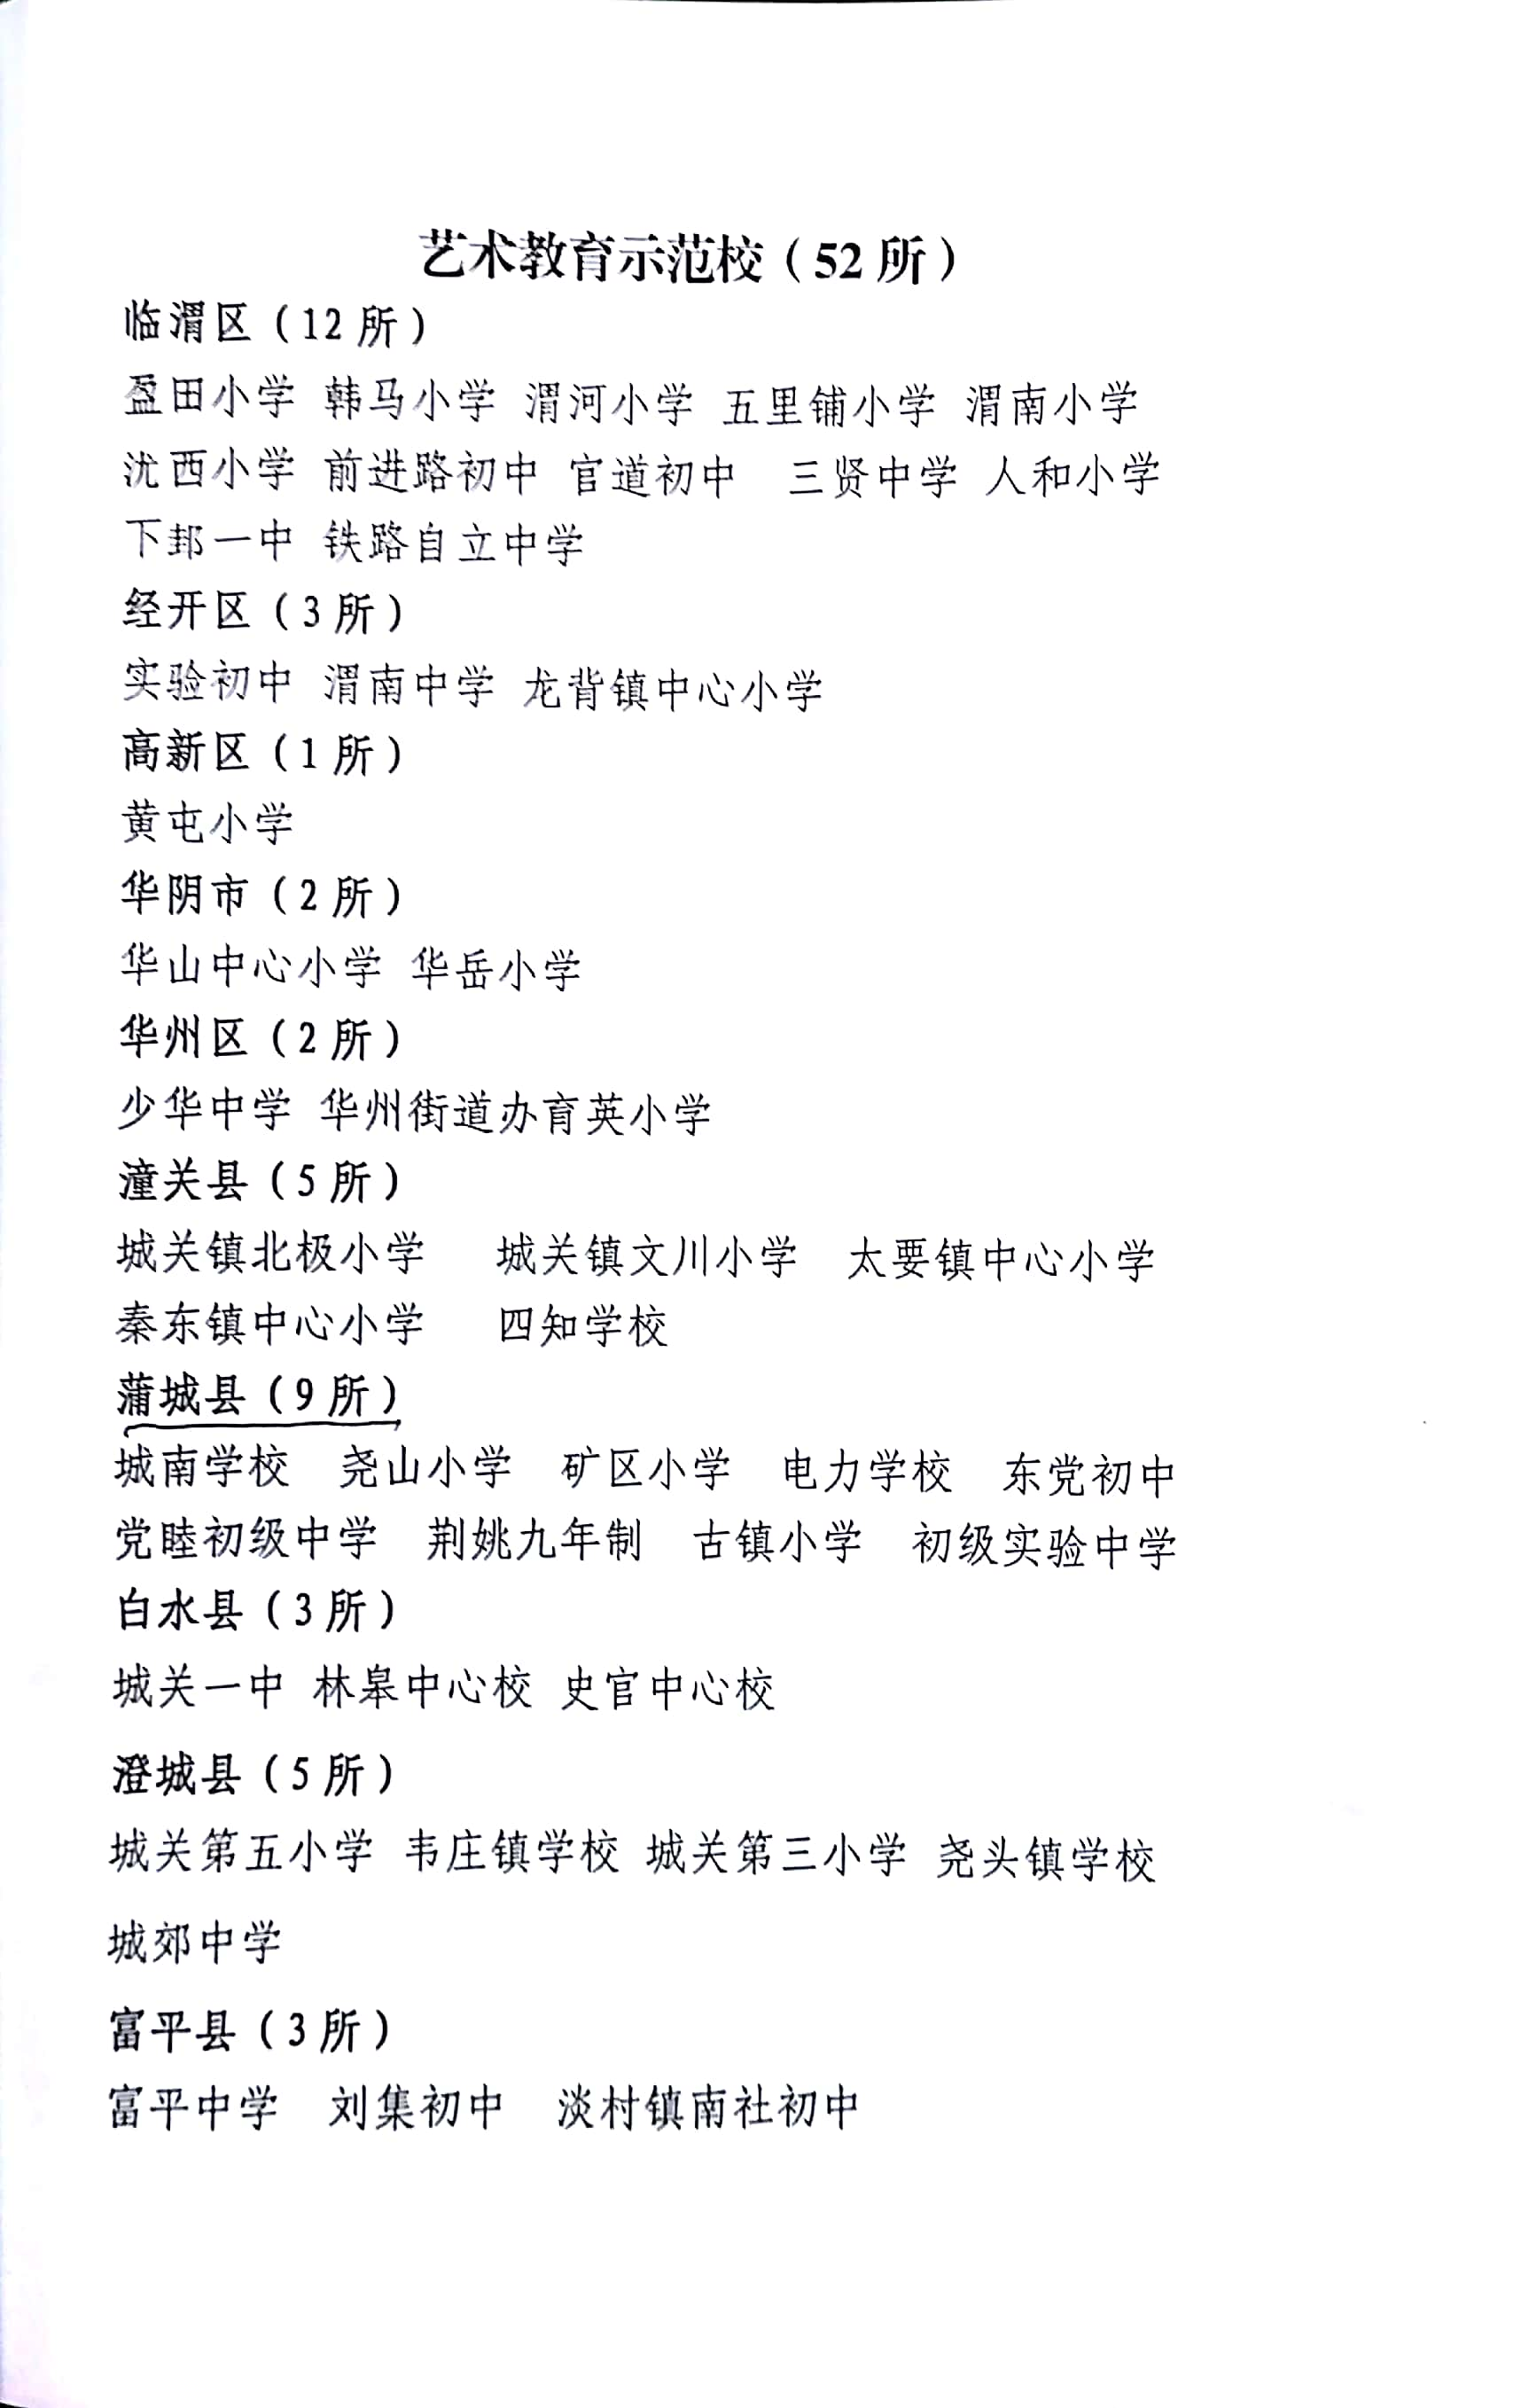 艺术教育示范校（52 所）
临渭区（12 所）
盈田小学 韩马小学 渭河小学 五里铺小学 渭南小学
沋西小学 前进路初中 官道初中 三贤中学 人和小学
下邽一中 铁路自立中学
经开区（3 所）
实验初中 渭南中学 龙背镇中心小学
高新区（1 所）
黄屯小学
华阴市（2 所）
华山中心小学 华岳小学
华州区（2 所）
少华中学 华州街道办育英小学
潼关县（5 所）
城关镇北极小学 城关镇文川小学 太要镇中心小学
秦东镇中心小学 四知学校
蒲城县（9 所）
城南学校 尧山小学 矿区小学 电力学校 东党初中
党睦初级中学 荆姚九年制 古镇小学 初级实验中学
白水县（3 所）
城关一中 林皋中心校 史官中心校
澄城县（5 所）
城关第五小学 韦庄镇学校 城关第三小学 尧头镇学校
城郊中学
富平县（3 所）
富平中学 刘集初中 淡村镇南社初中